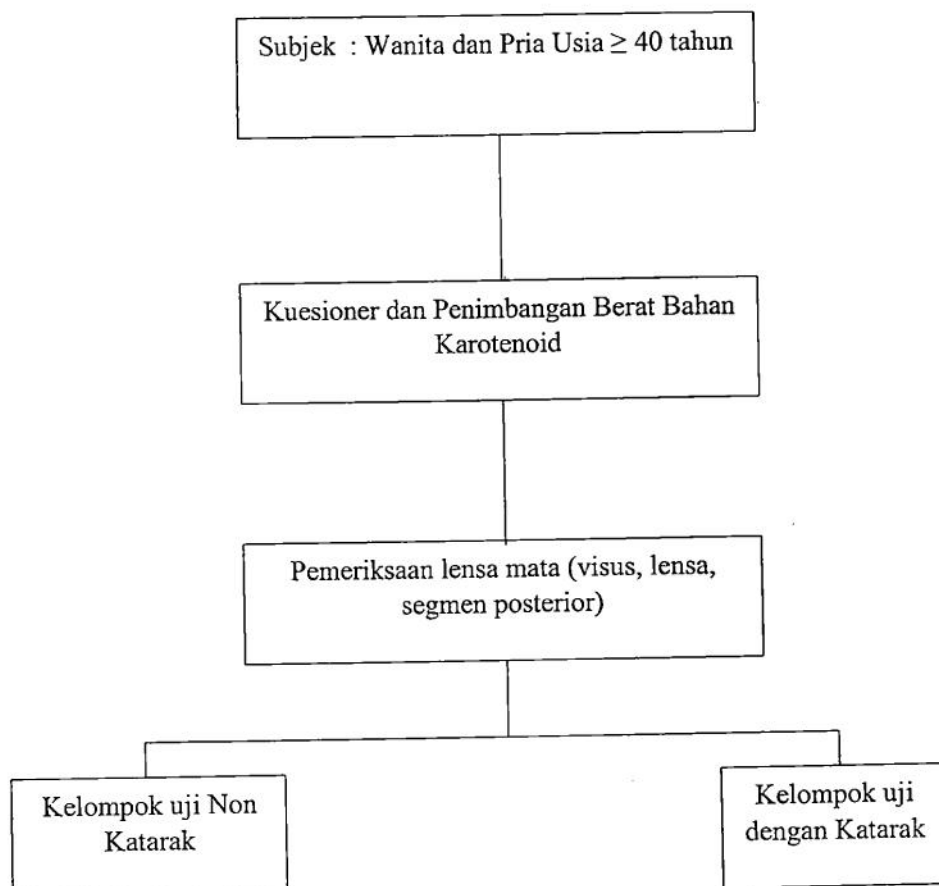 Subjek : Wanita dan Pria Usia ≥ 40 tahun
Kuesioner dan Penimbangan Berat Bahan
Karotenoid
Pemeriksaan lensa mata (visus, lensa,
segmen posterior)
Kelompok uji Non
Katarak
Kelompok uji
dengan Katarak